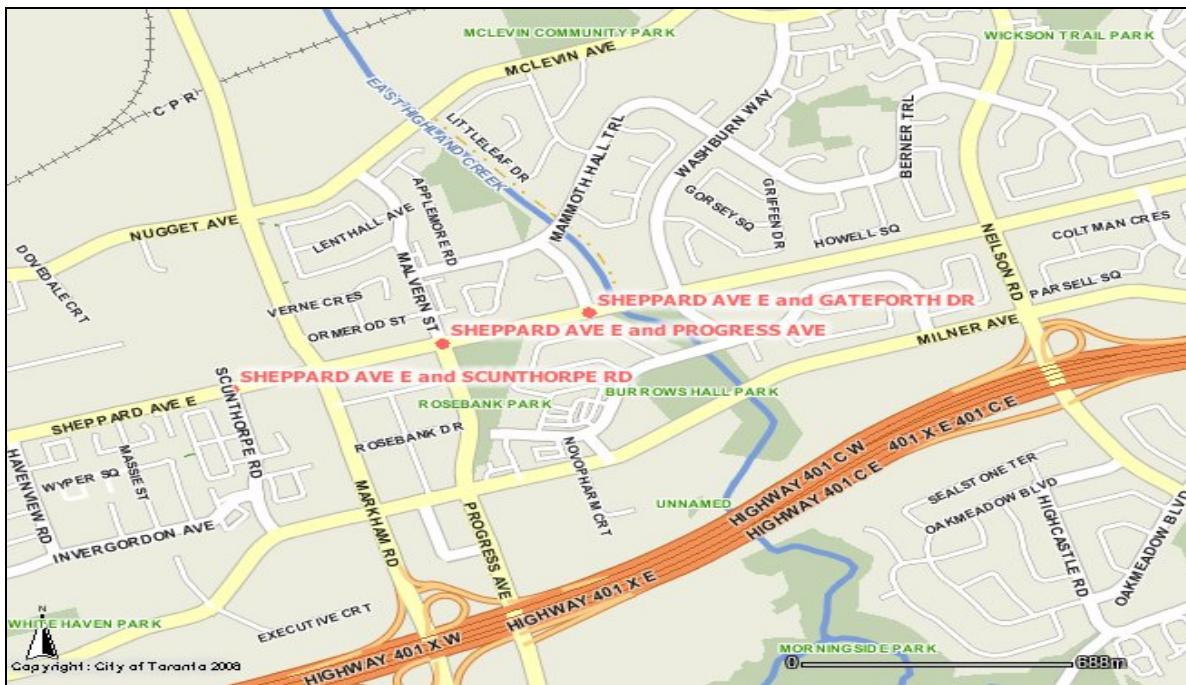 MCLEVIN COMMUNITY PARK
WICKSON TRAIL PARK
MCLEVIN AVE
C P R
EAST HIGHLAND CREEK
LITTLELEAF DR
MAMMOTH HALL TRL
WASHBURN WAY
BERNER TRL
APPLEMORE RD
GORSEY SQ
GRIFFEN DR
LENTHALL AVE
NUGGET AVE
HOWELL SQ
COLTMAN CRES
NEILSON RD
DOVEDALE CRT
MALVERN ST
VERNE CRES
PARSELL SQ
ORMEROD ST
SHEPPARD AVE E and GATEFORTH DR
SHEPPARD AVE E and PROGRESS AVE
MILNER AVE
SHEPPARD AVE E and SCUNTHORPE RD
SCUNTHORPE RD
BURROWS HALL PARK
ROSEBANK PARK
SHEPPARD AVE E
ROSEBANK DR
401 X E 401 C E
HAVENVIEW RD
WYPER SQ
MASSIE ST
NOVOPHARM CRT
HIGHWAY 401 C W
HIGHWAY 401 C E
SEALSTONE TER
UNNAMED
MARKHAM RD
PROGRESS AVE
OAKMEADOW BLVD
HIGHCASTLE RD
OAKMEADOW BLVD
INVERGORDON AVE
HIGHWAY 401 X E
EXECUTIVE CRT
N
WHITE HAVEN PARK
HIGHWAY 401 X W
MORNINGSIDE PARK
Copyright : City of Toronto 2008
0 688m